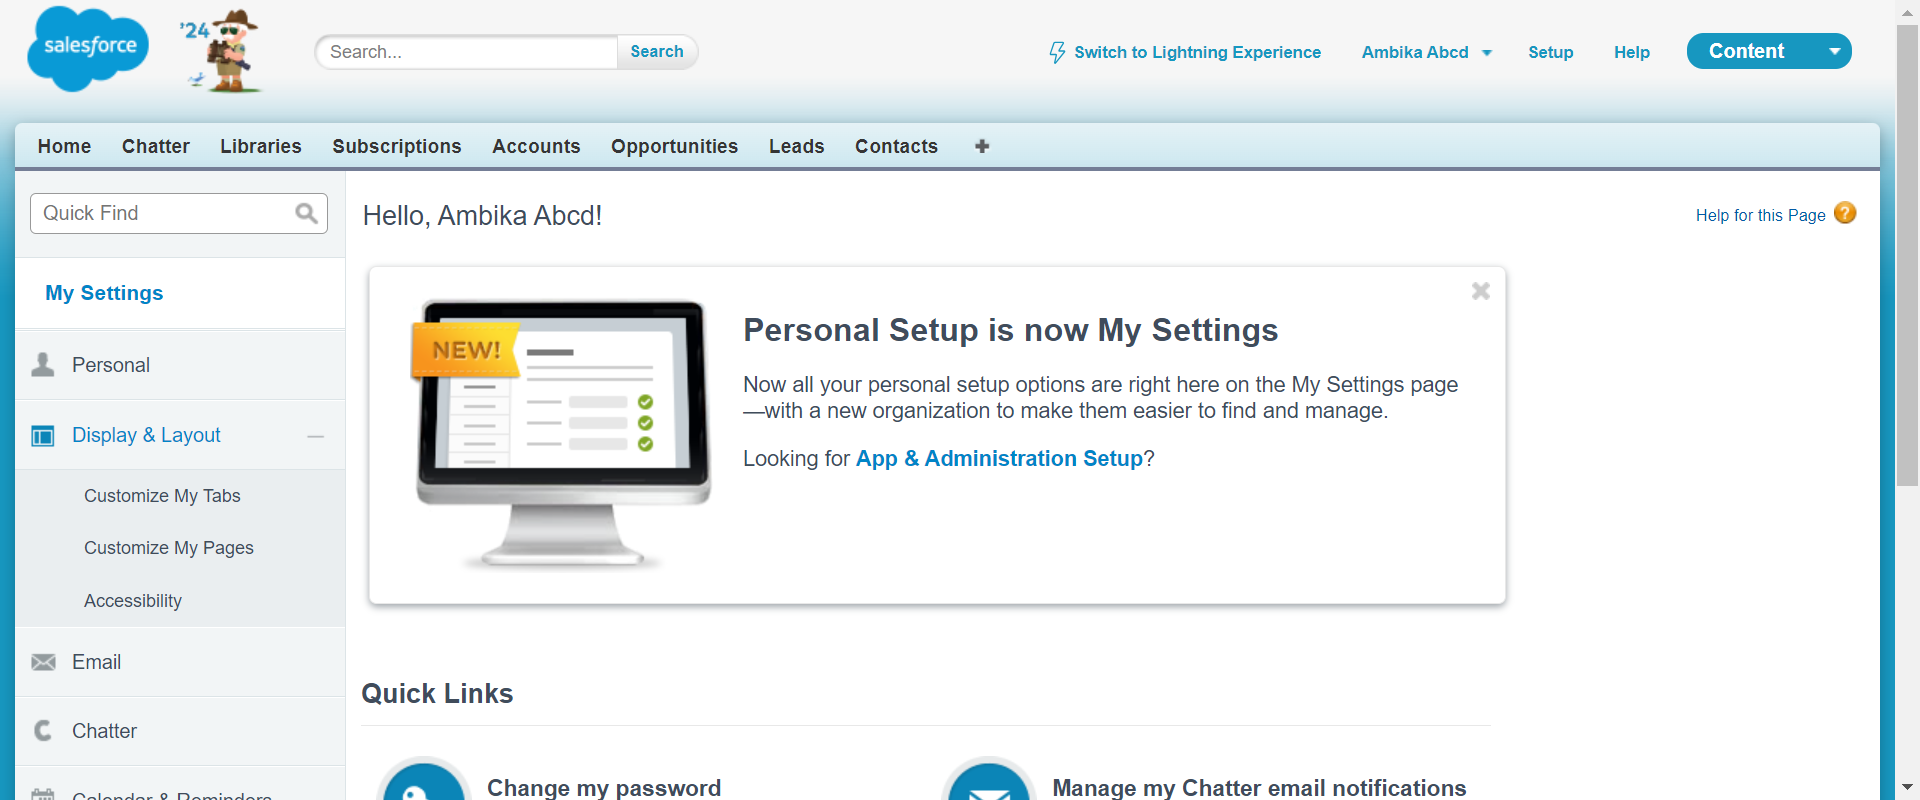 salesforce
'24
Search...
Search
Switch to Lightning Experience
Ambika Abcd
Setup
Help
Content
Home
Chatter
Libraries
Subscriptions
Accounts
Opportunities
Leads
Contacts
Quick Find
My Settings
Personal
Display & Layout
Customize My Tabs
Customize My Pages
Accessibility
Email
Chatter
Calendar & Reminders
Hello, Ambika Abcd!
Help for this Page
?
NEW!
Personal Setup is now My Settings
Now all your personal setup options are right here on the My Settings page
—with a new organization to make them easier to find and manage.
Looking for App & Administration Setup?
Quick Links
Change my password
Manage my Chatter email notifications